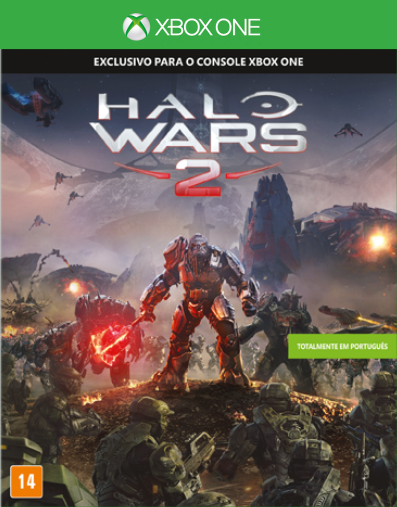 XBOX ONE
EXCLUSIVO PARA O CONSOLE XBOX ONE
HALO
WARS
2
TOTALMENTE EM PORTUGUÊS
14